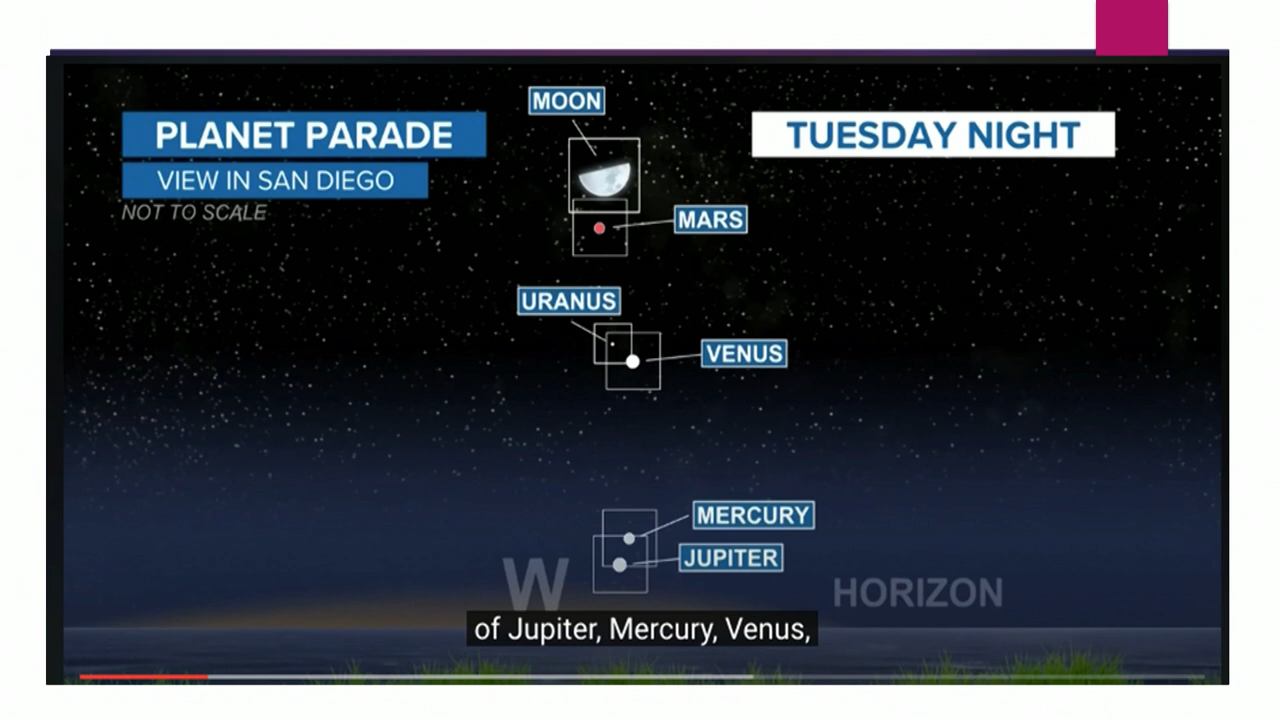 MOON
PLANET PARADE
TUESDAY NIGHT
VIEW IN SAN DIEGO
NOT TO SCALE
MARS
URANUS
VENUS
MERCURY
JUPITER
W
HORIZON
of Jupiter, Mercury, Venus,